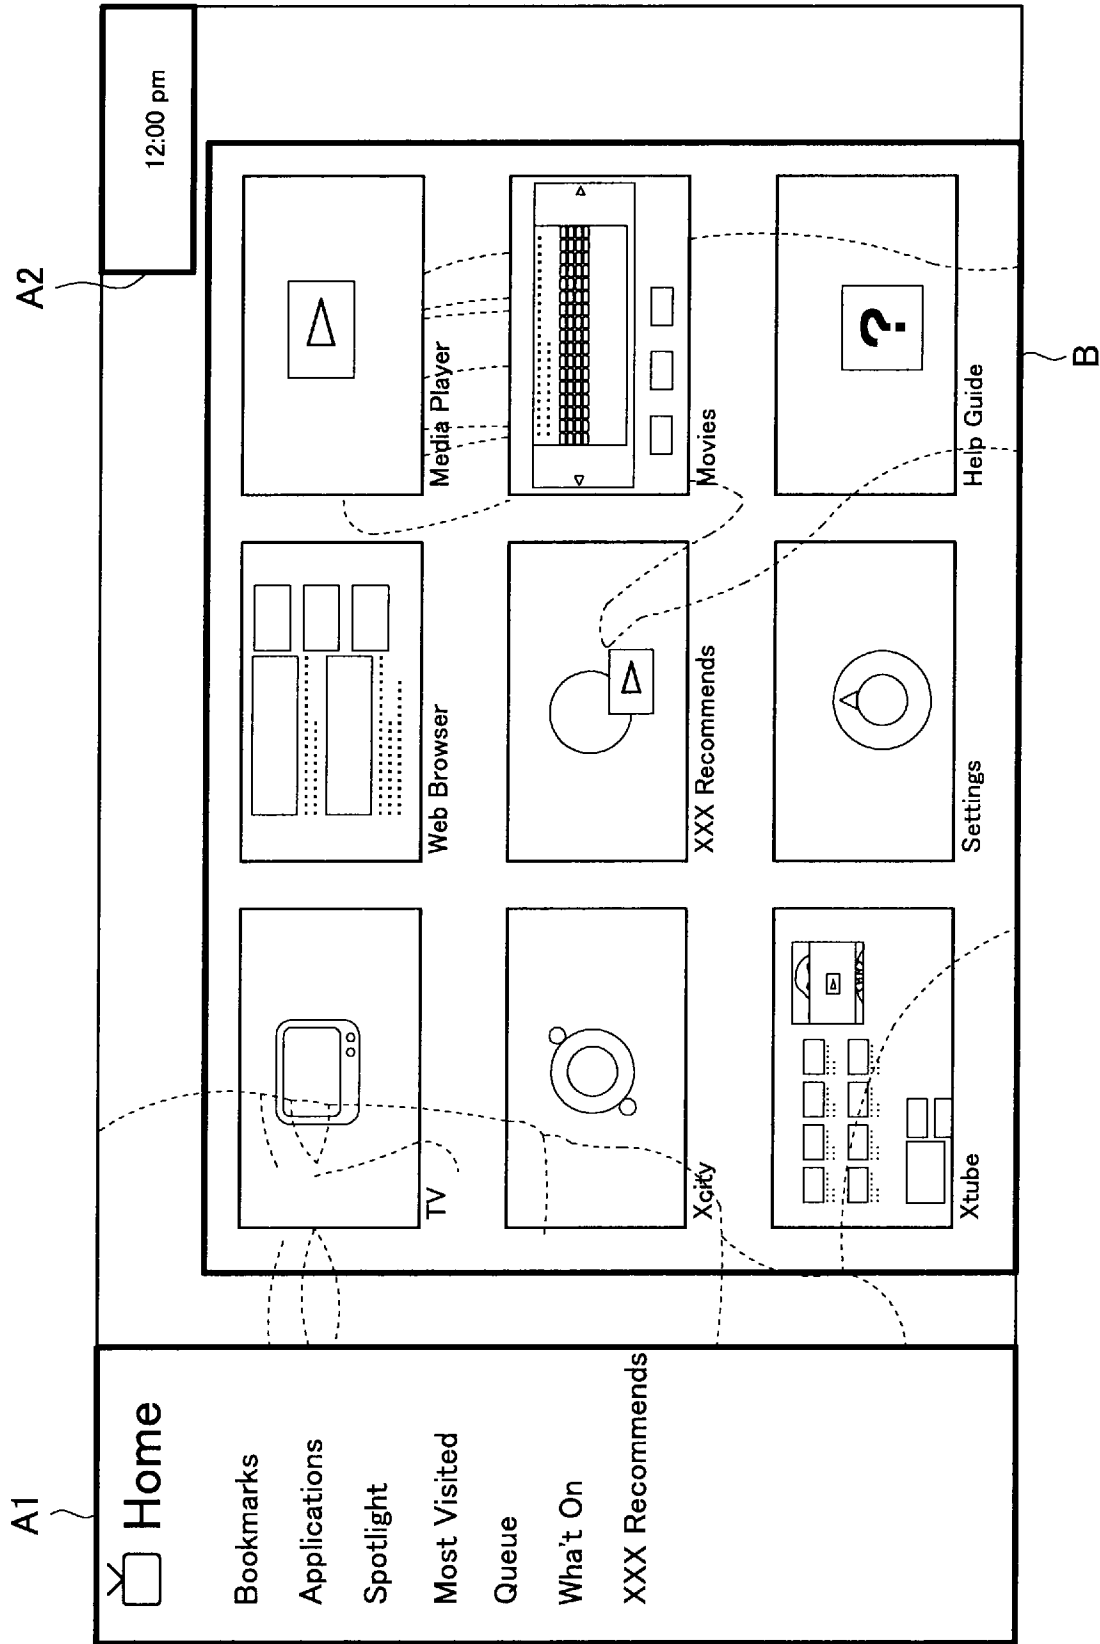 A1
A2
Home
12:00 pm
Bookmarks
Applications
Spotlight
Most Visited
Queue
Wha't On
XXX Recommends
TV
Web Browser
Media Player
Xcity
XXX Recommends
Movies
Xtube
Settings
?
Help Guide
B